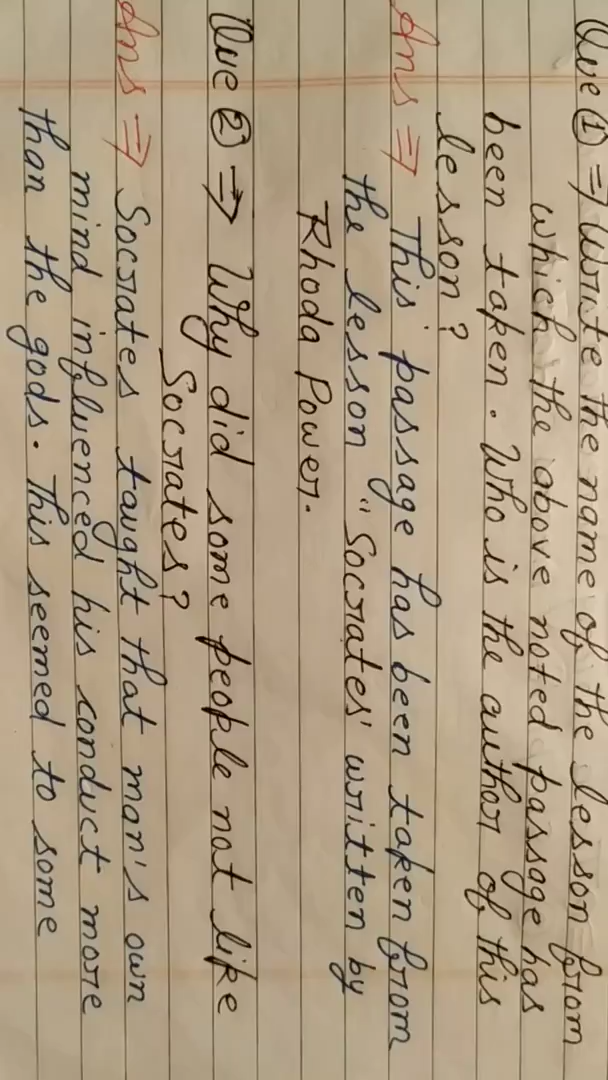 Que ① ⇒ Write the name of the lesson from
which the above noted passage has
been taken. Who is the author of this
lesson?
Ans ⇒ This passage has been taken from
the lesson "Socrates' written by
Rhoda Power.
Que ② ⇒ Why did some people not like
Socrates?
Ans ⇒ Socrates taught that man's own
mind influenced his conduct more
than the gods. This seemed to some